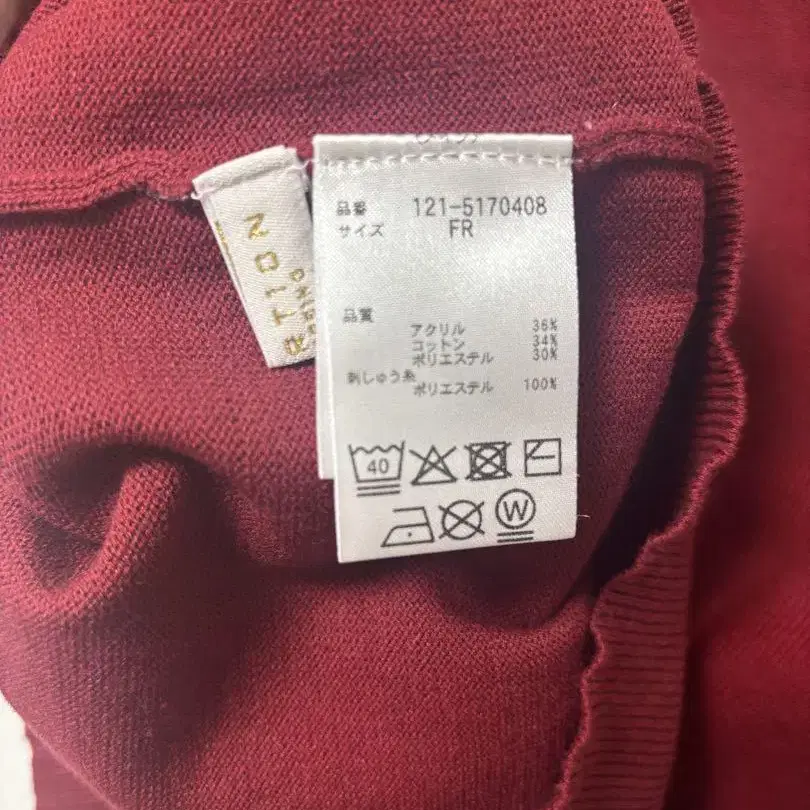 品番 121-5170408
サイズ FR
品質
アクリル 36%
コットン 34%
ポリエステル 30%
刺しゅう糸
ポリエステル 100%
40
W